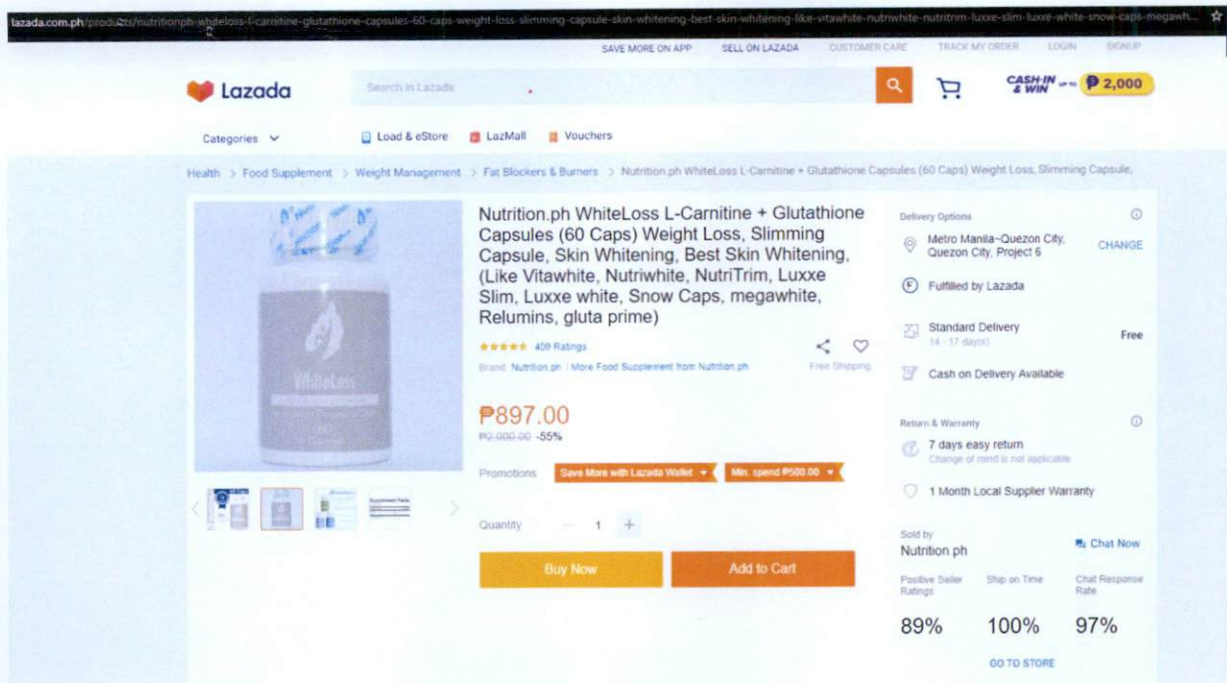 lazada.com.ph/products/nutritionph-whiteloss-l-carnitine-glutathione-capsules-60-caps-weight-loss-slimming-capsule-skin-whitening-best-skin-whitening-like-vitawhite-nutriwhite-nutritrim-luxxe-slim-luxxe-white-snow-caps-megawh...
SAVE MORE ON APP SELL ON LAZADA CUSTOMER CARE TRACK MY ORDER LOGIN SIGNUP
Lazada
Search in Lazada
CASH-IN & WIN UP TO ₱ 2,000
Categories Load & eStore LazMall Vouchers
Health > Food Supplement > Weight Management > Fat Blockers & Burners > Nutrition.ph WhiteLoss L-Carnitine + Glutathione Capsules (60 Caps) Weight Loss, Slimming Capsule,
WhiteLoss
Supplement Facts
Nutrition.ph WhiteLoss L-Carnitine + Glutathione
Capsules (60 Caps) Weight Loss, Slimming
Capsule, Skin Whitening, Best Skin Whitening,
(Like Vitawhite, Nutriwhite, NutriTrim, Luxxe
Slim, Luxxe white, Snow Caps, megawhite,
Relumins, gluta prime)
409 Ratings
Brand: Nutrition.ph | More Food Supplement from Nutrition.ph
Free Shipping
₱897.00
₱2,000.00 -55%
Promotions Save More with Lazada Wallet Min. spend ₱500.00
Quantity 1
Buy Now Add to Cart
Delivery Options
Metro Manila~Quezon City,
Quezon City, Project 6
CHANGE
Fulfilled by Lazada
Standard Delivery Free
14 - 17 day(s)
Cash on Delivery Available
Return & Warranty
7 days easy return
Change of mind is not applicable
1 Month Local Supplier Warranty
Sold by
Nutrition ph Chat Now
Positive Seller Ratings Ship on Time Chat Response Rate
89% 100% 97%
GO TO STORE